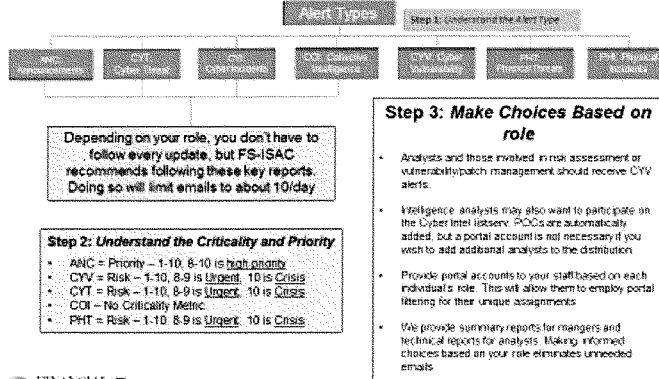 Alert Types
Step 1: Understand the Alert Type
ANC
Announcements
CYT
Cyber Threat
COI: Collective
Intelligence
CYV: Cyber
Vulnerability
PHT:
Physical Threats
PHI: Physical
Incidents
Depending on your role, you don't have to
follow every update, but FS-ISAC
recommends following these key reports.
Doing so will limit emails to about 10/day
Step 2: Understand the Criticality and Priority
• ANC = Priority – 1-10, 8-10 is high priority
• CYV = Risk – 1-10, 8-9 is Urgent, 10 is Crisis
• CYT = Risk – 1-10, 8-9 is Urgent, 10 is Crisis
• COI – No Criticality Metric
• PHT = Risk – 1-10, 8-9 is Urgent, 10 is Crisis
Step 3: Make Choices Based on
role
• Analysts and those involved in risk assessment or
vulnerability/patch management should receive CYV
alerts.
• Intelligence analysts may also want to participate on
the Cyber Intel listserv. POCs are automatically
added, but a portal account is not necessary if you
wish to add additional analysts to the distribution
• Provide portal accounts to your staff based on each
individual's role. This will allow them to employ portal
filtering for their unique assignments
• We provide summary reports for mangers and
technical reports for analysts. Making informed
choices based on your role eliminates unneeded
emails